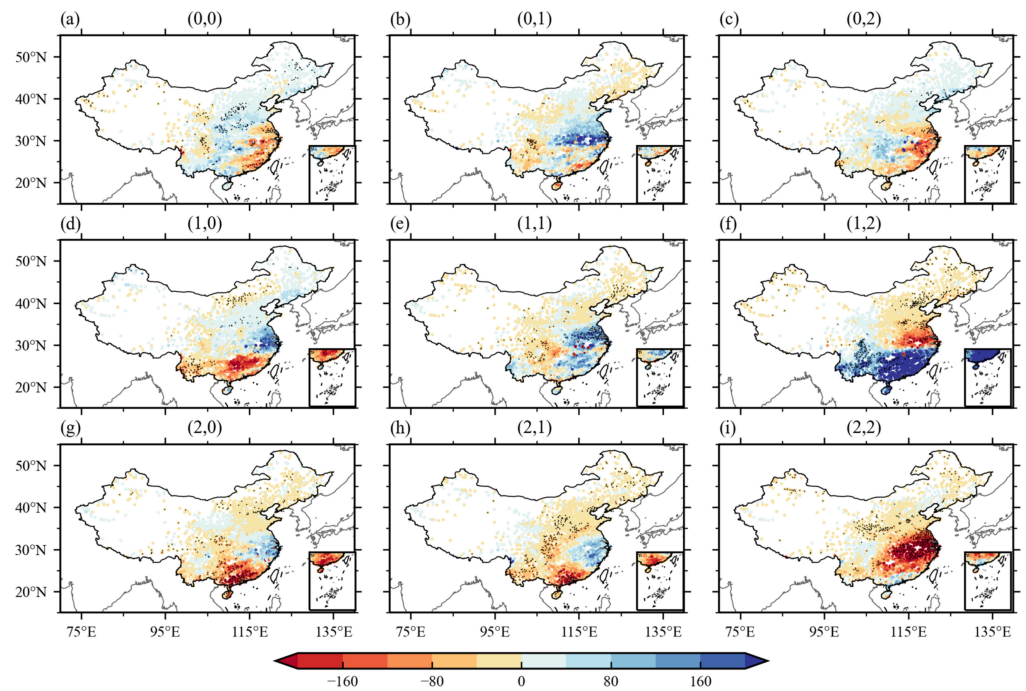 (a) (0,0) (b) (0,1) (c) (0,2)
50°N
40°N
30°N
20°N
(d) (1,0) (e) (1,1) (f) (1,2)
50°N
40°N
30°N
20°N
(g) (2,0) (h) (2,1) (i) (2,2)
50°N
40°N
30°N
20°N
75°E 95°E 115°E 135°E 75°E 95°E 115°E 135°E 75°E 95°E 115°E 135°E
−160 −80 0 80 160